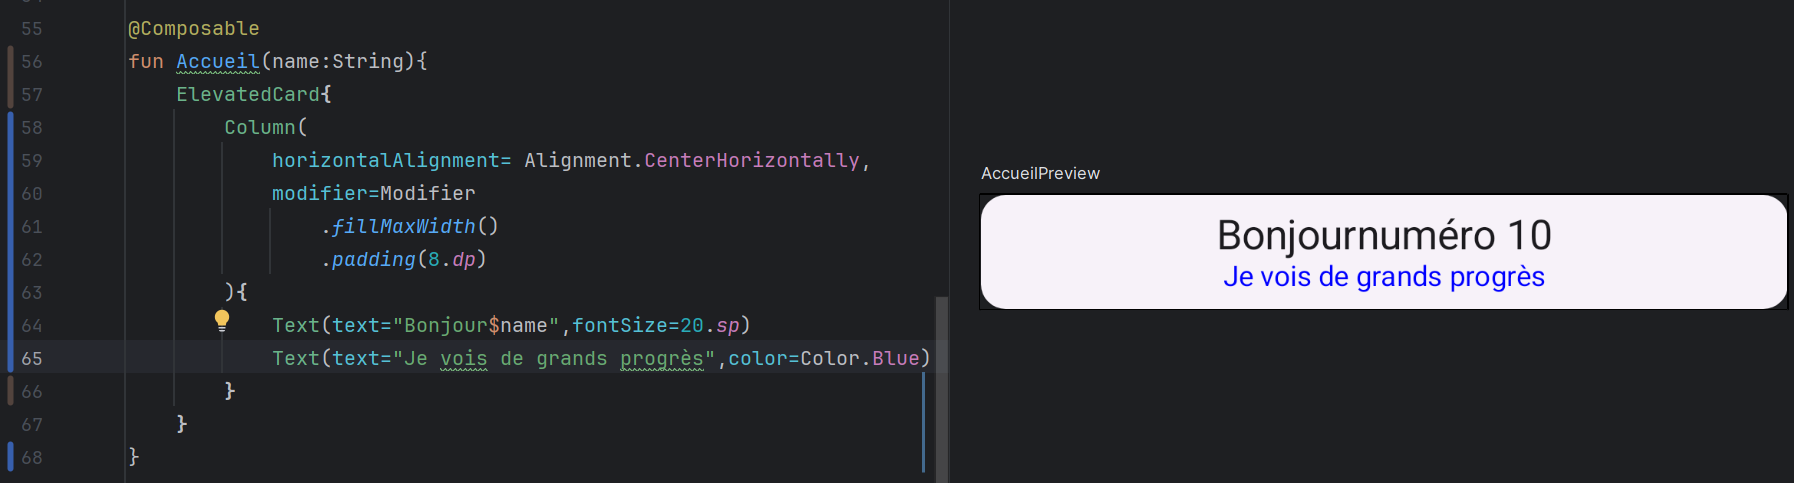 55 @Composable
56 fun Accueil(name:String){
57 ElevatedCard{
58 Column(
59 horizontalAlignment= Alignment.CenterHorizontally,
60 modifier=Modifier
61 .fillMaxWidth()
62 .padding(8.dp)
63 ){
64 Text(text="Bonjour$name",fontSize=20.sp)
65 Text(text="Je vois de grands progrès",color=Color.Blue)
66 }
67 }
68 }
AccueilPreview
Bonjournuméro 10
Je vois de grands progrès